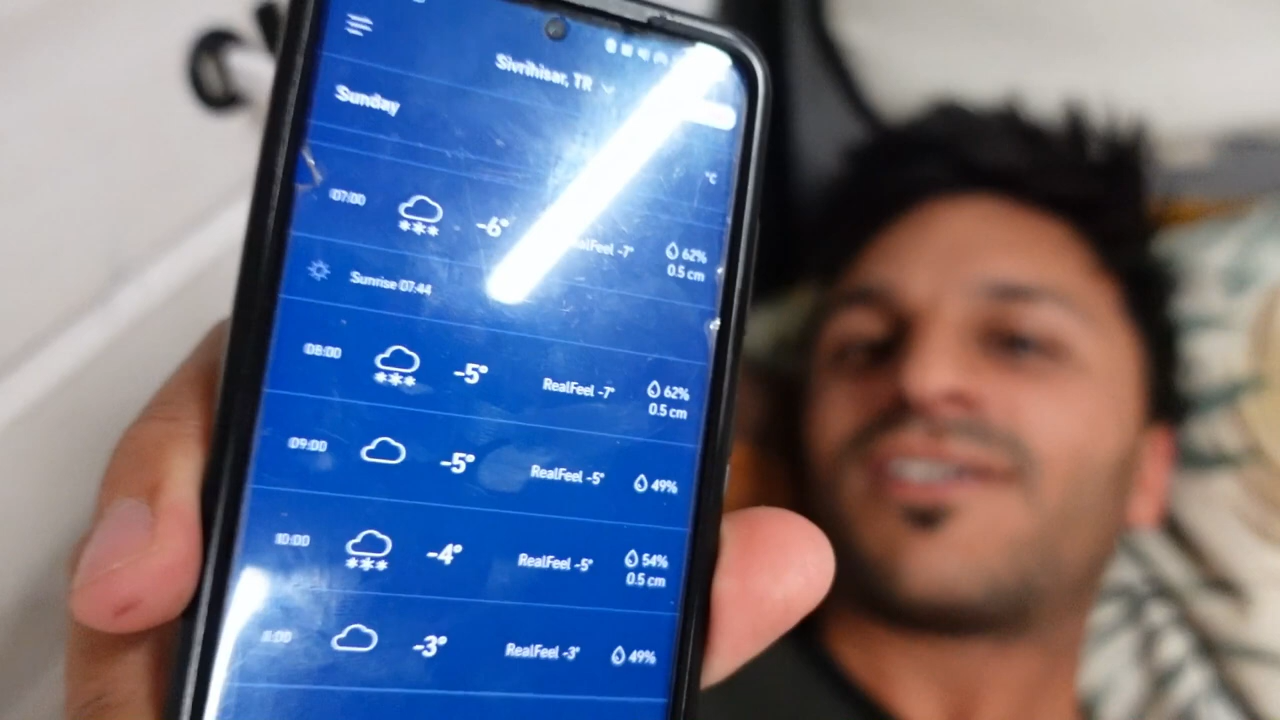 Sivrihisar, TR
Sunday
°C
07:00 -6° RealFeel -7° 62%
0.5 cm
Sunrise 07:44
08:00 -5° RealFeel -7° 62%
0.5 cm
09:00 -5° RealFeel -5° 49%
10:00 -4° RealFeel -5° 54%
0.5 cm
11:00 -3° RealFeel -3° 49%